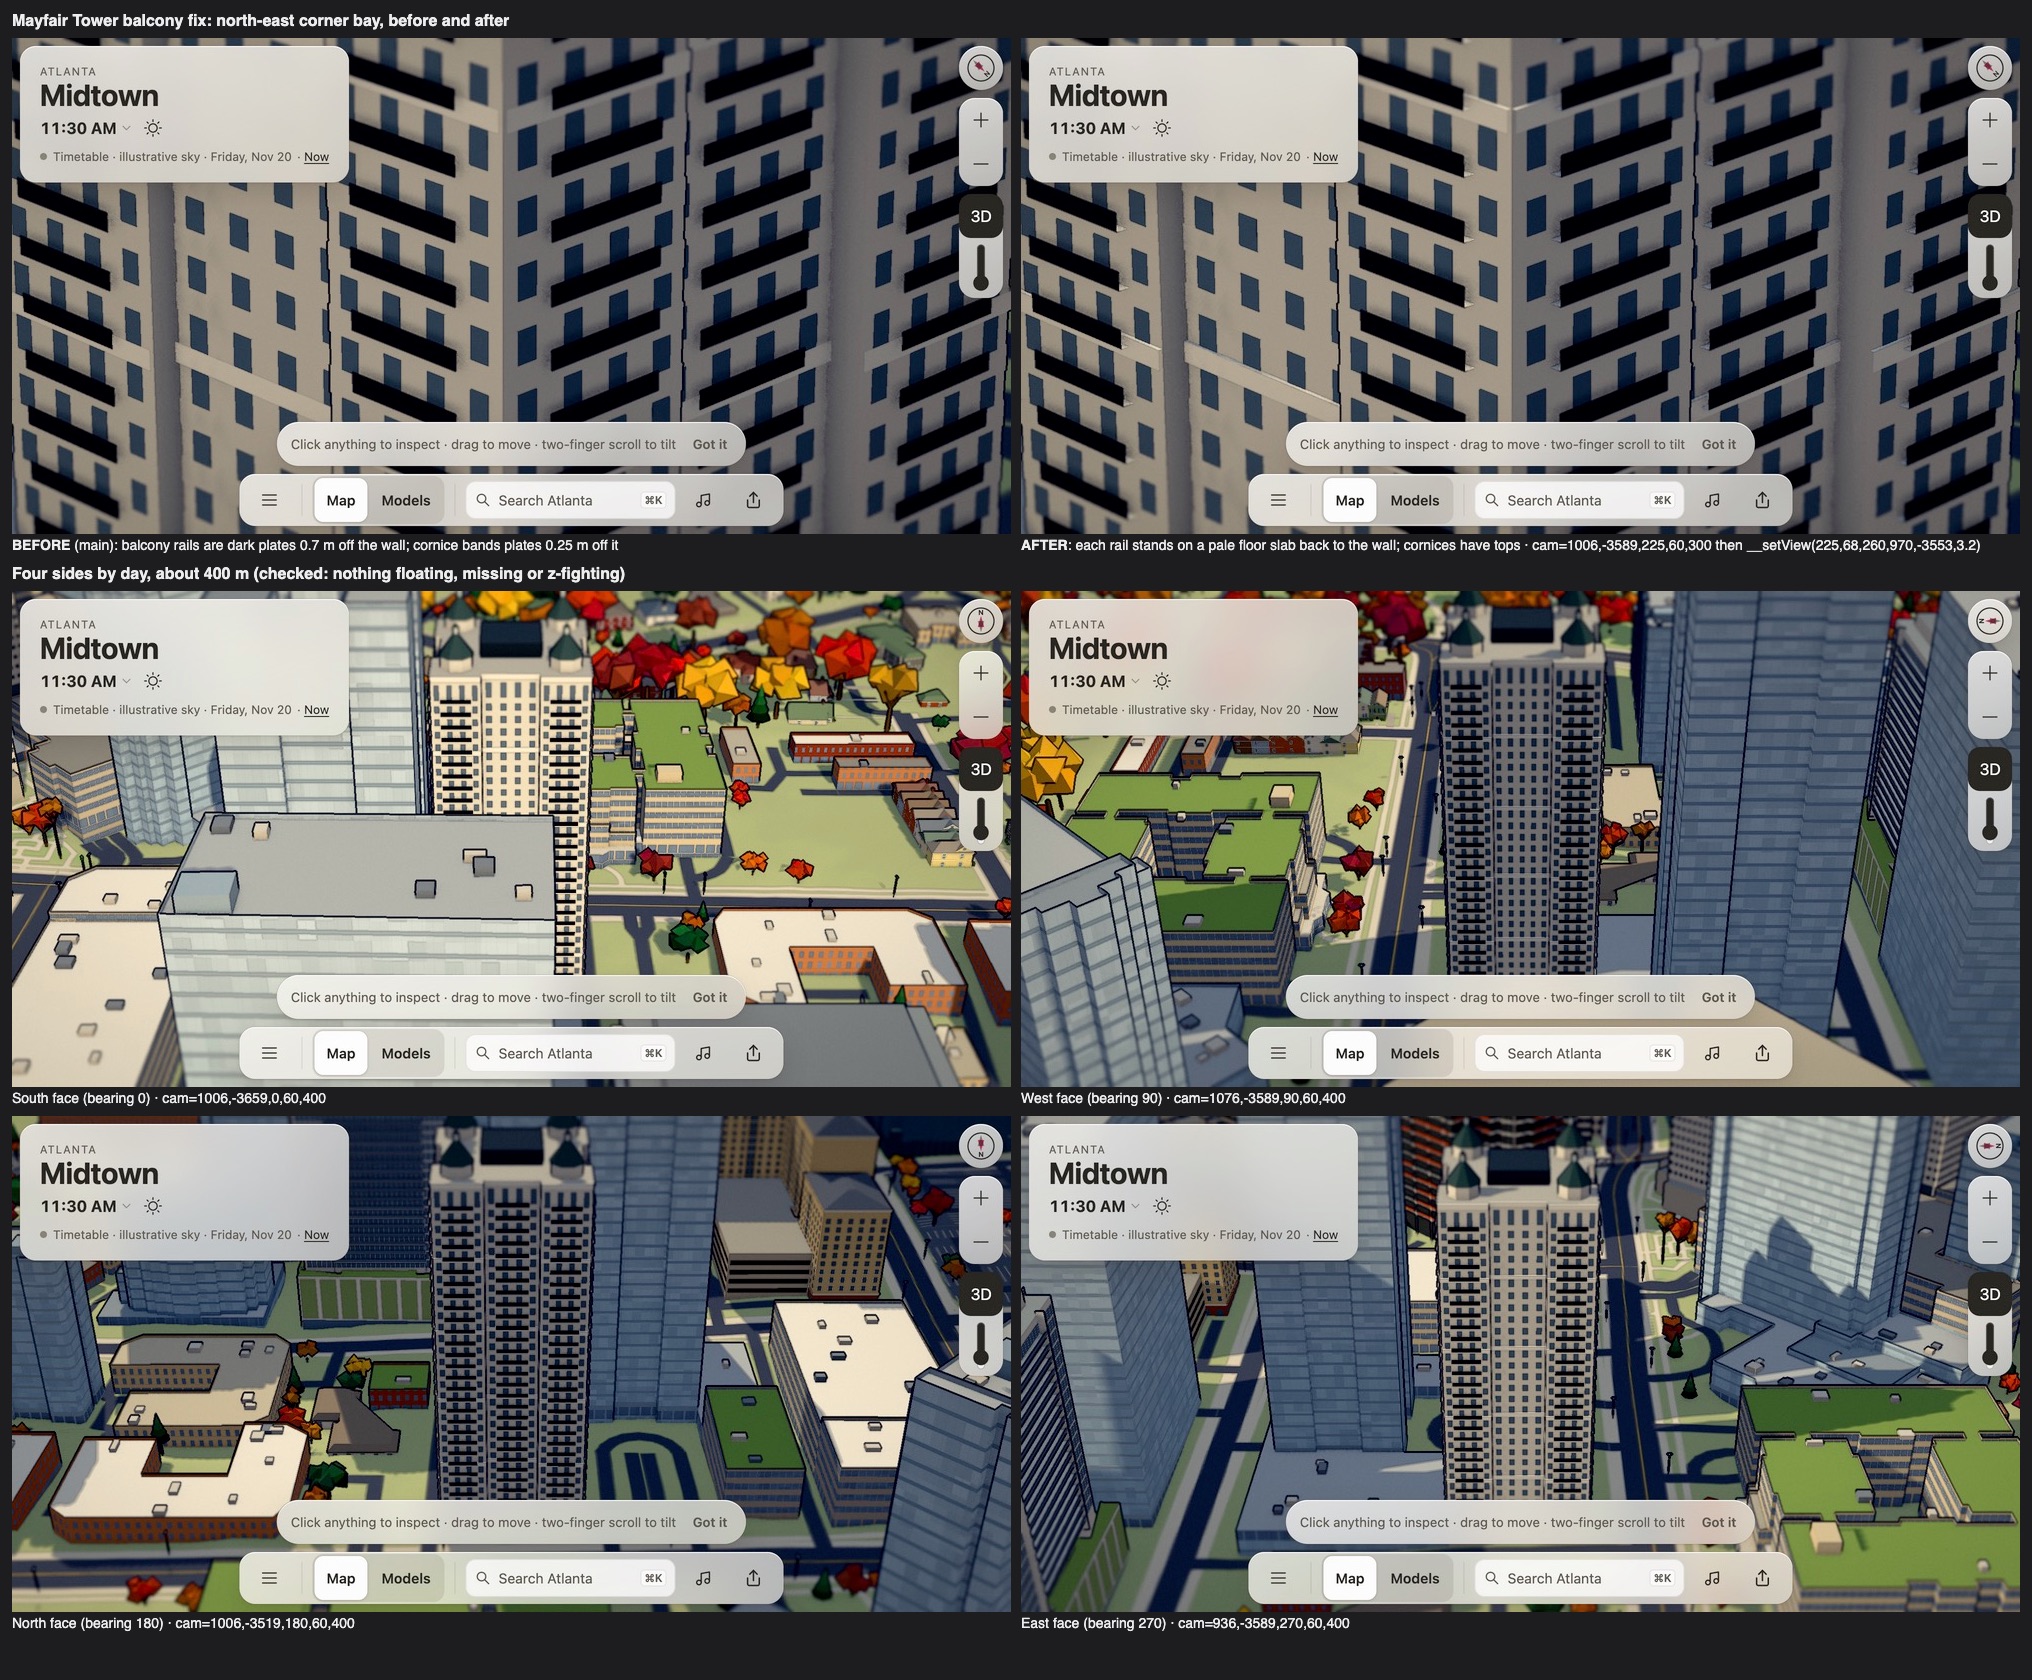 Mayfair Tower balcony fix: north-east corner bay, before and after
ATLANTA
Midtown
11:30 AM
Timetable · illustrative sky · Friday, Nov 20 · Now
N
+
−
3D
Click anything to inspect · drag to move · two-finger scroll to tilt Got it
Map Models Search Atlanta ⌘K
ATLANTA
Midtown
11:30 AM
Timetable · illustrative sky · Friday, Nov 20 · Now
N
+
−
3D
Click anything to inspect · drag to move · two-finger scroll to tilt Got it
Map Models Search Atlanta ⌘K
BEFORE (main): balcony rails are dark plates 0.7 m off the wall; cornice bands plates 0.25 m off it
AFTER: each rail stands on a pale floor slab back to the wall; cornices have tops · cam=1006,-3589,225,60,300 then __setView(225,68,260,970,-3553,3.2)
Four sides by day, about 400 m (checked: nothing floating, missing or z-fighting)
ATLANTA
Midtown
11:30 AM
Timetable · illustrative sky · Friday, Nov 20 · Now
N
+
−
3D
Click anything to inspect · drag to move · two-finger scroll to tilt Got it
Map Models Search Atlanta ⌘K
ATLANTA
Midtown
11:30 AM
Timetable · illustrative sky · Friday, Nov 20 · Now
N
+
−
3D
Click anything to inspect · drag to move · two-finger scroll to tilt Got it
Map Models Search Atlanta ⌘K
South face (bearing 0) · cam=1006,-3659,0,60,400
West face (bearing 90) · cam=1076,-3589,90,60,400
ATLANTA
Midtown
11:30 AM
Timetable · illustrative sky · Friday, Nov 20 · Now
N
+
−
3D
Click anything to inspect · drag to move · two-finger scroll to tilt Got it
Map Models Search Atlanta ⌘K
ATLANTA
Midtown
11:30 AM
Timetable · illustrative sky · Friday, Nov 20 · Now
N
+
−
3D
Click anything to inspect · drag to move · two-finger scroll to tilt Got it
Map Models Search Atlanta ⌘K
North face (bearing 180) · cam=1006,-3519,180,60,400
East face (bearing 270) · cam=936,-3589,270,60,400